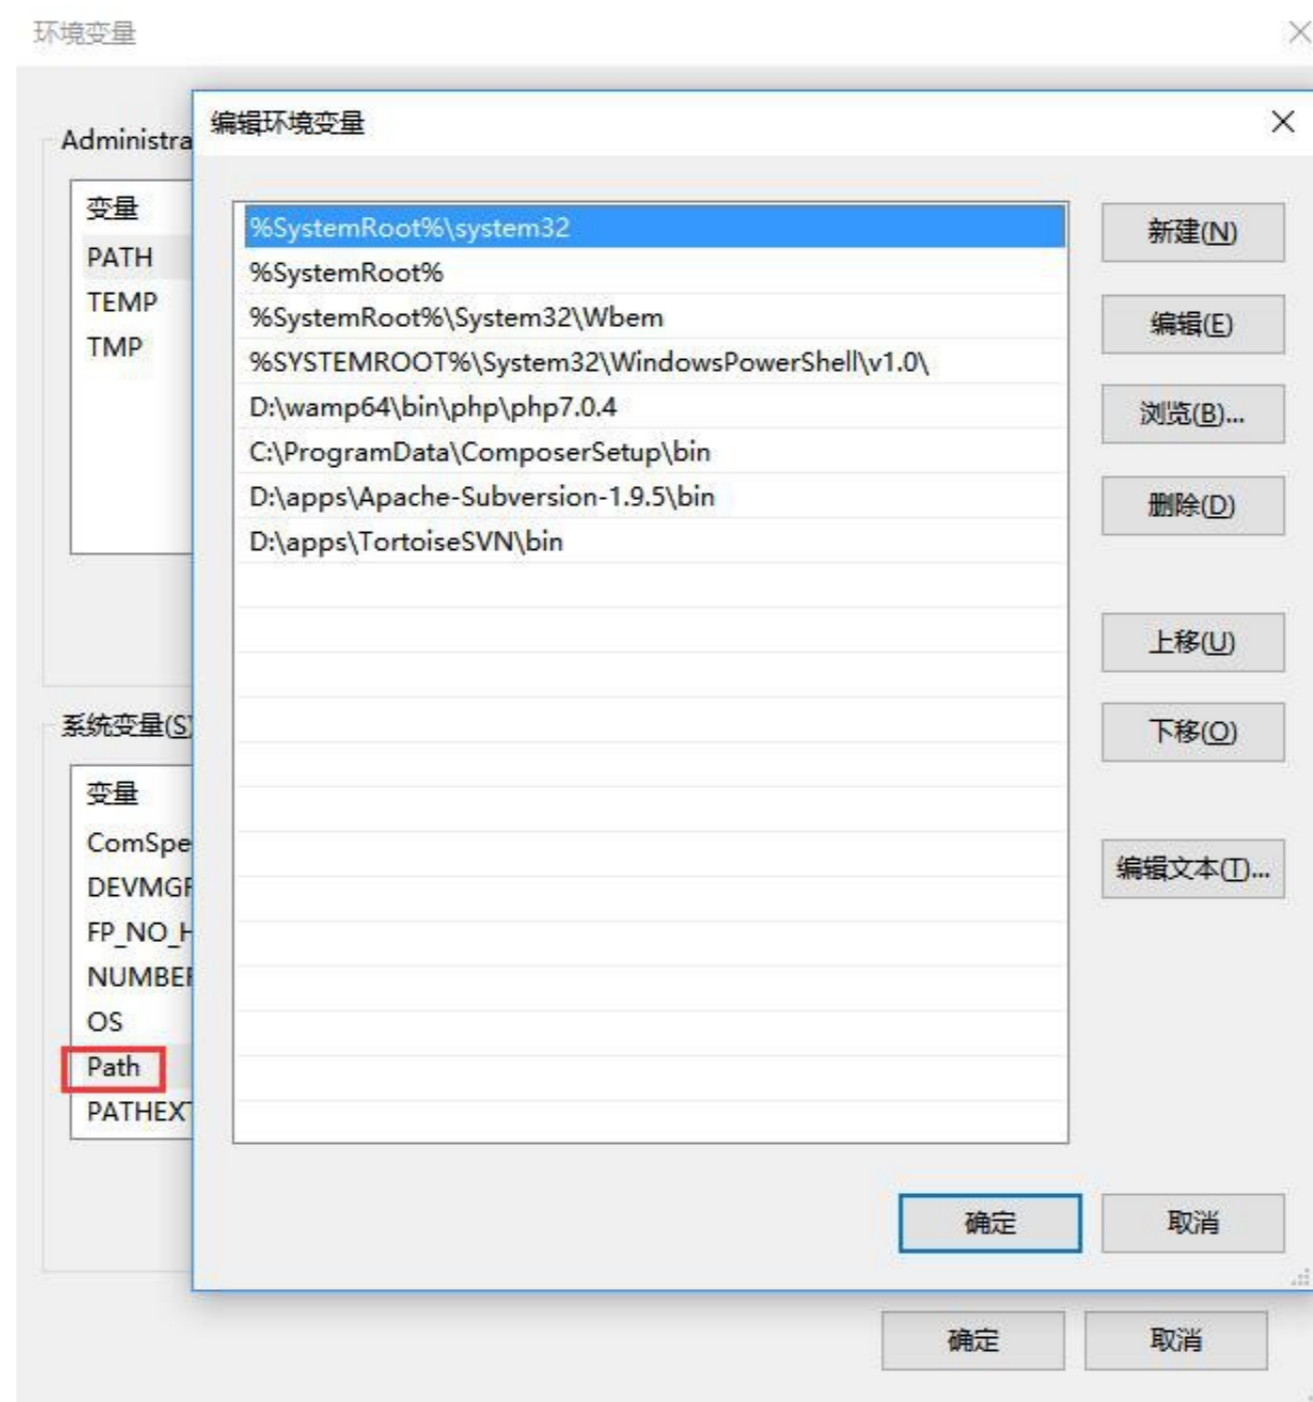 环境变量
编辑环境变量
Administra
变量
PATH
TEMP
TMP
%SystemRoot%\system32
%SystemRoot%
%SystemRoot%\System32\Wbem
%SYSTEMROOT%\System32\WindowsPowerShell\v1.0\
D:\wamp64\bin\php\php7.0.4
C:\ProgramData\ComposerSetup\bin
D:\apps\Apache-Subversion-1.9.5\bin
D:\apps\TortoiseSVN\bin
新建(N)
编辑(E)
浏览(B)...
删除(D)
上移(U)
下移(O)
编辑文本(T)...
系统变量(S)
变量
ComSpe
DEVMGR
FP_NO_H
NUMBER
OS
Path
PATHEXT
确定
取消
确定
取消